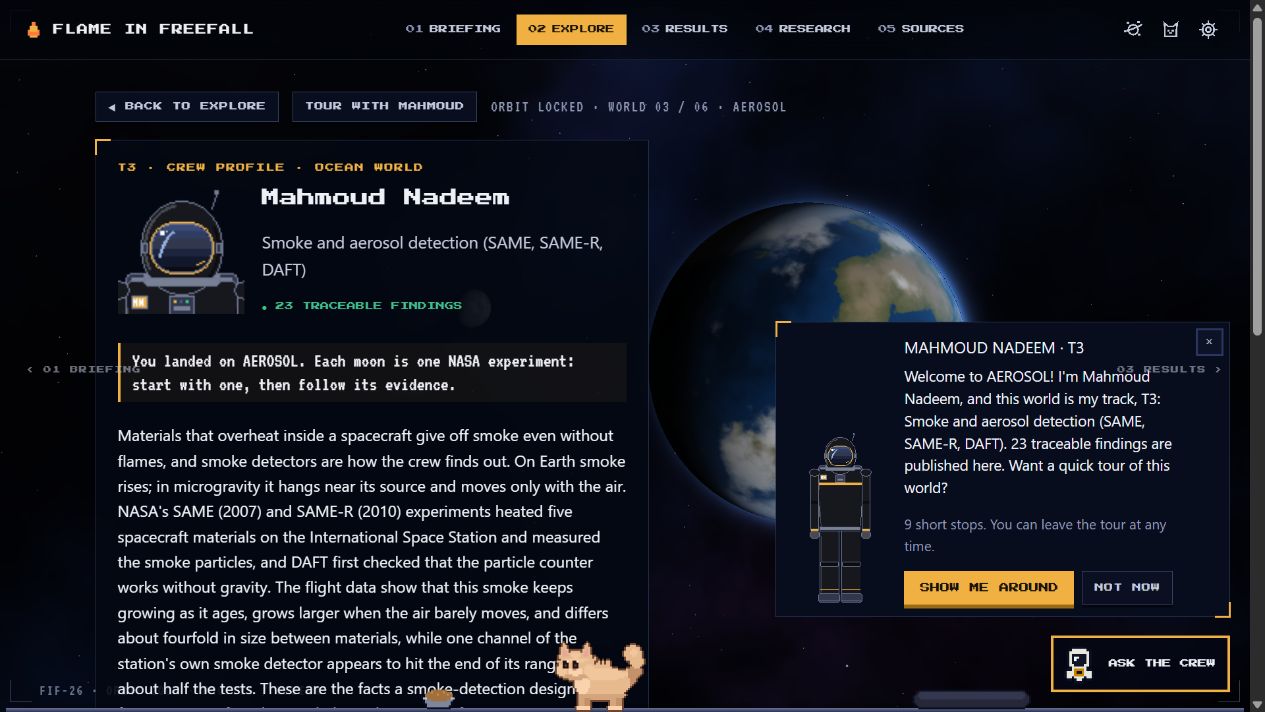 FLAME IN FREEFALL
01 BRIEFING
02 EXPLORE
03 RESULTS
04 RESEARCH
05 SOURCES
◀ BACK TO EXPLORE
TOUR WITH MAHMOUD
ORBIT LOCKED · WORLD 03 / 06 · AEROSOL
T3 · CREW PROFILE · OCEAN WORLD
Mahmoud Nadeem
Smoke and aerosol detection (SAME, SAME-R,
DAFT)
• 23 TRACEABLE FINDINGS
MN
You landed on AEROSOL. Each moon is one NASA experiment:
start with one, then follow its evidence.
‹ 01 BRIEFING
Materials that overheat inside a spacecraft give off smoke even without
flames, and smoke detectors are how the crew finds out. On Earth smoke
rises; in microgravity it hangs near its source and moves only with the air.
NASA's SAME (2007) and SAME-R (2010) experiments heated five
spacecraft materials on the International Space Station and measured
the smoke particles, and DAFT first checked that the particle counter
works without gravity. The flight data show that this smoke keeps
growing as it ages, grows larger when the air barely moves, and differs
about fourfold in size between materials, while one channel of the
station's own smoke detector appears to hit the end of its rang
about half the tests. These are the facts a smoke-detection design
FIF-26 ·
MAHMOUD NADEEM · T3
×
03 RESULTS ›
Welcome to AEROSOL! I'm Mahmoud
Nadeem, and this world is my track, T3:
Smoke and aerosol detection (SAME,
SAME-R, DAFT). 23 traceable findings are
published here. Want a quick tour of this
world?
9 short stops. You can leave the tour at any
time.
SHOW ME AROUND
NOT NOW
ASK THE CREW